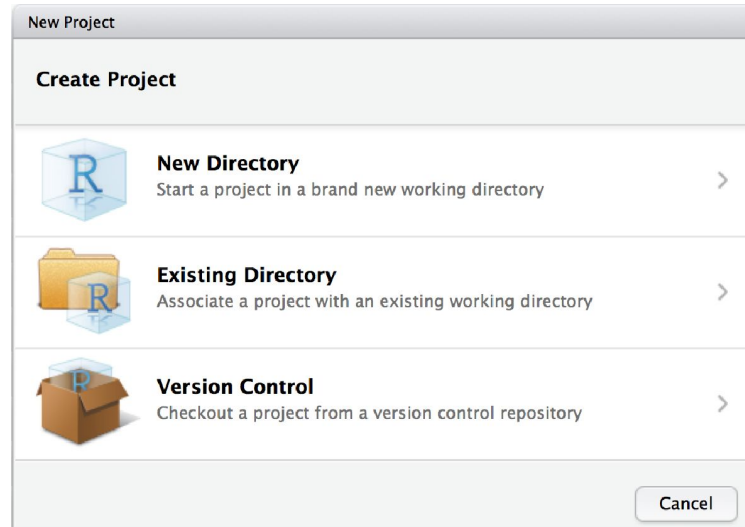 New Project
Create Project
R
New Directory
Start a project in a brand new working directory
R
Existing Directory
Associate a project with an existing working directory
R
Version Control
Checkout a project from a version control repository
Cancel